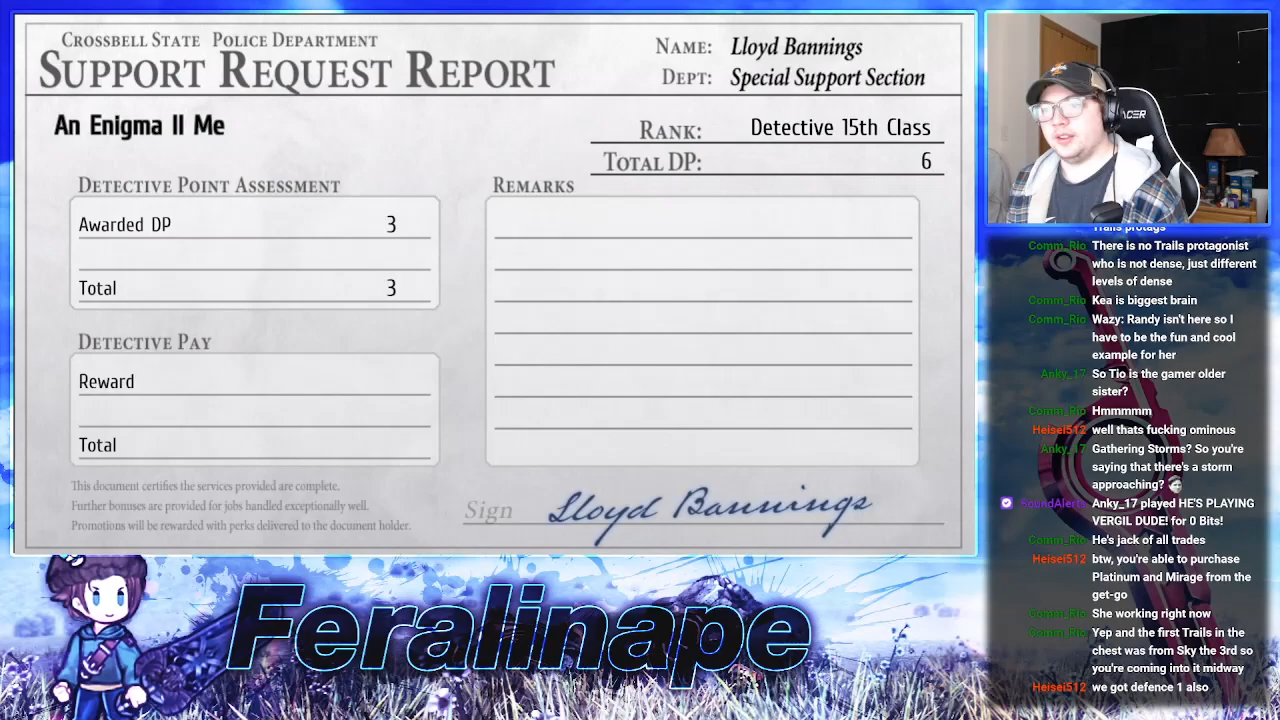 CROSSBELL STATE POLICE DEPARTMENT
SUPPORT REQUEST REPORT
NAME: Lloyd Bannings
DEPT: Special Support Section
An Enigma II Me
RANK: Detective 15th Class
TOTAL DP: 6
DETECTIVE POINT ASSESSMENT
Awarded DP 3
Total 3
DETECTIVE PAY
Reward
Total
REMARKS
This document certifies the services provided are complete.
Further bonuses are provided for jobs handled exceptionally well.
Promotions will be rewarded with perks delivered to the document holder.
Sign Lloyd Bannings
Feralinape
ACER
Trails protags
Comm_Rio There is no Trails protagonist
who is not dense, just different
levels of dense
Comm_Rio Kea is biggest brain
Comm_Rio Wazy: Randy isn't here so I
have to be the fun and cool
example for her
Anky_17 So Tio is the gamer older
sister?
Comm_Rio Hmmmmm
Heisei512 well thats fucking ominous
Anky_17 Gathering Storms? So you're
saying that there's a storm
approaching?
SoundAlerts Anky_17 played HE'S PLAYING
VERGIL DUDE! for 0 Bits!
Comm_Rio He's jack of all trades
Heisei512 btw, you're able to purchase
Platinum and Mirage from the
get-go
Comm_Rio She working right now
Comm_Rio Yep and the first Trails in the
chest was from Sky the 3rd so
you're coming into it midway
Heisei512 we got defence 1 also